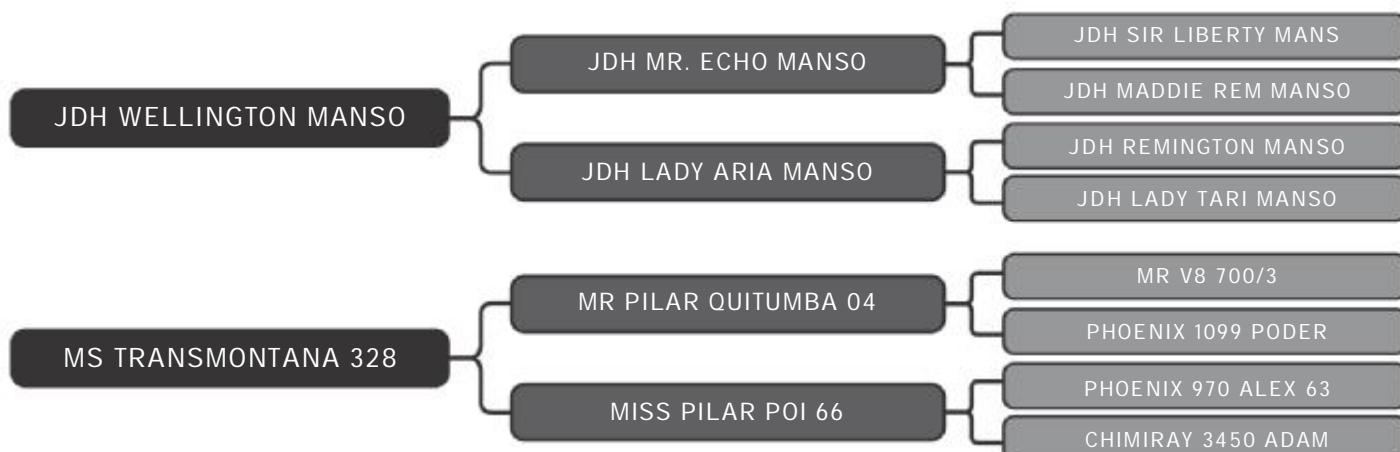 JDH SIR LIBERTY MANS
JDH MR. ECHO MANSO
JDH MADDIE REM MANSO
JDH WELLINGTON MANSO
JDH REMINGTON MANSO
JDH LADY ARIA MANSO
JDH LADY TARI MANSO
MR V8 700/3
MR PILAR QUITUMBA 04
PHOENIX 1099 PODER
MS TRANSMONTANA 328
PHOENIX 970 ALEX 63
MISS PILAR POI 66
CHIMIRAY 3450 ADAM